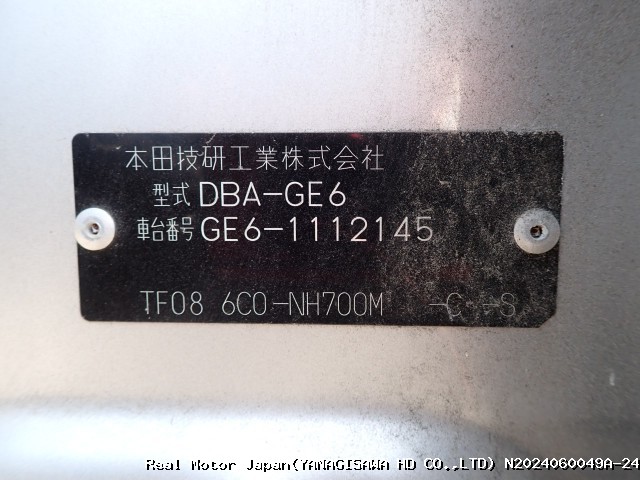 本田技研工業株式会社
型式 DBA-GE6
車台番号 GE6-1112145
TF08 6C0-NH700M -C -S
Real Motor Japan(YANAGISAWA HD CO.,LTD) N2024060049A-24